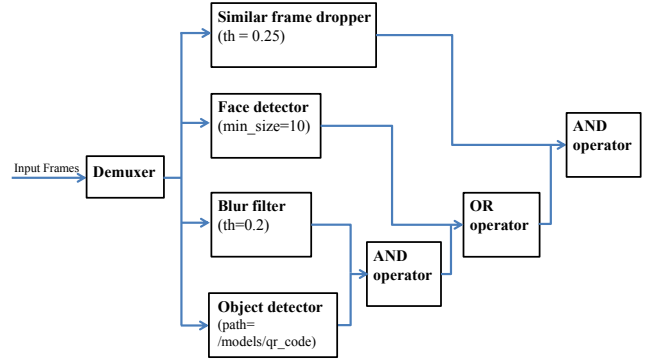 Similar frame dropper
(th = 0.25)
Face detector
(min_size=10)
AND
operator
Input Frames
Demuxer
Blur filter
(th=0.2)
OR
operator
AND
operator
Object detector
(path=
/models/qr_code)